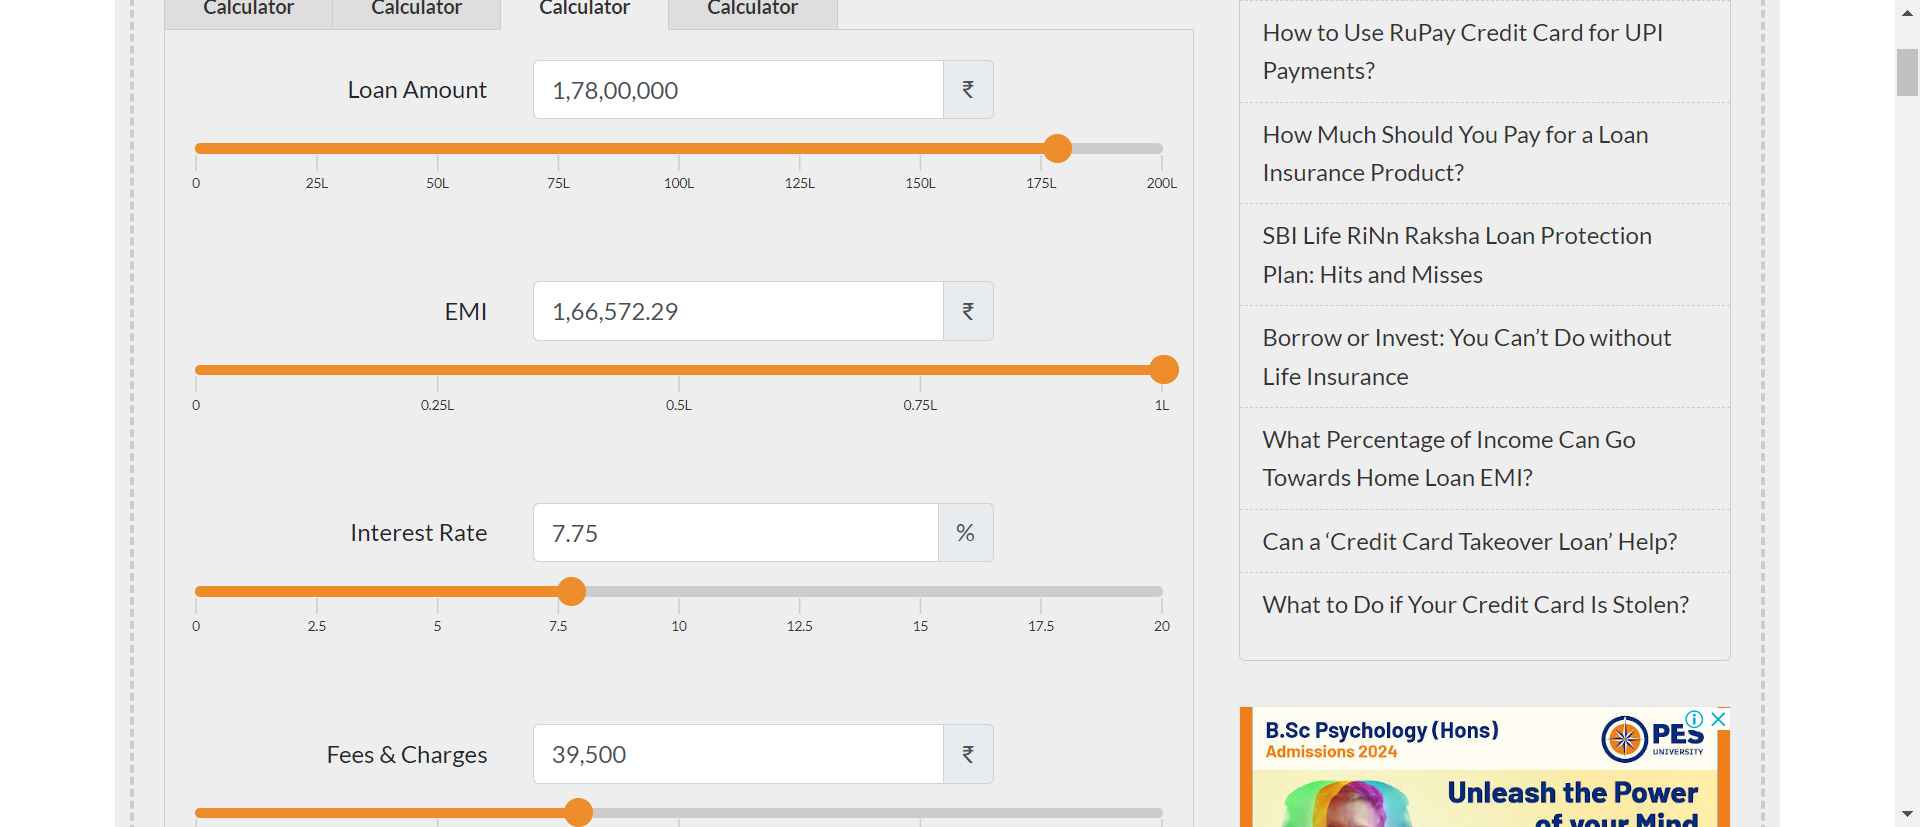 Calculator
Calculator
Calculator
Calculator
Loan Amount
1,78,00,000
₹
0
25L
50L
75L
100L
125L
150L
175L
200L
EMI
1,66,572.29
₹
0
0.25L
0.5L
0.75L
1L
Interest Rate
7.75
%
0
2.5
5
7.5
10
12.5
15
17.5
20
Fees & Charges
39,500
₹
How to Use RuPay Credit Card for UPI
Payments?
How Much Should You Pay for a Loan
Insurance Product?
SBI Life RiNn Raksha Loan Protection
Plan: Hits and Misses
Borrow or Invest: You Can’t Do without
Life Insurance
What Percentage of Income Can Go
Towards Home Loan EMI?
Can a ‘Credit Card Takeover Loan’ Help?
What to Do if Your Credit Card Is Stolen?
B.Sc Psychology (Hons)
Admissions 2024
PES
UNIVERSITY
Unleash the Power
of your Mind